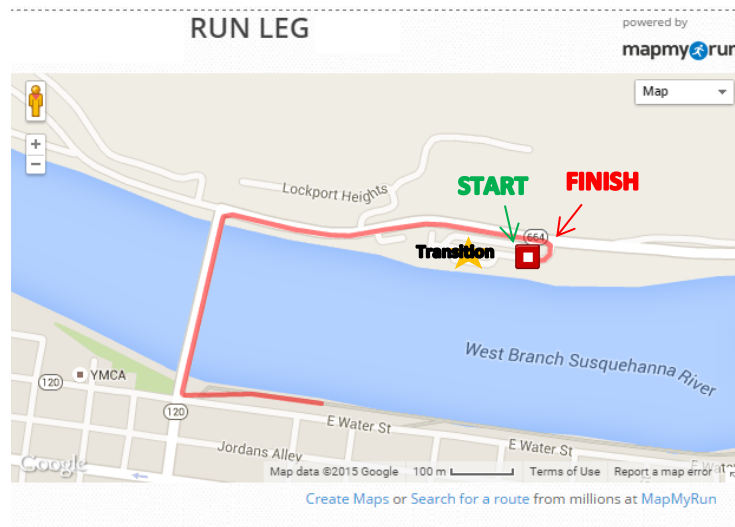 RUN LEG
powered by
mapmyrun
Map
+
−
Lockport Heights
START
FINISH
664
Transition
West Branch Susquehanna River
120
YMCA
120
E Water St
Jordans Alley
E Water St
Google
Map data ©2015 Google
100 m
Terms of Use
Report a map error
Create Maps or Search for a route from millions at MapMyRun